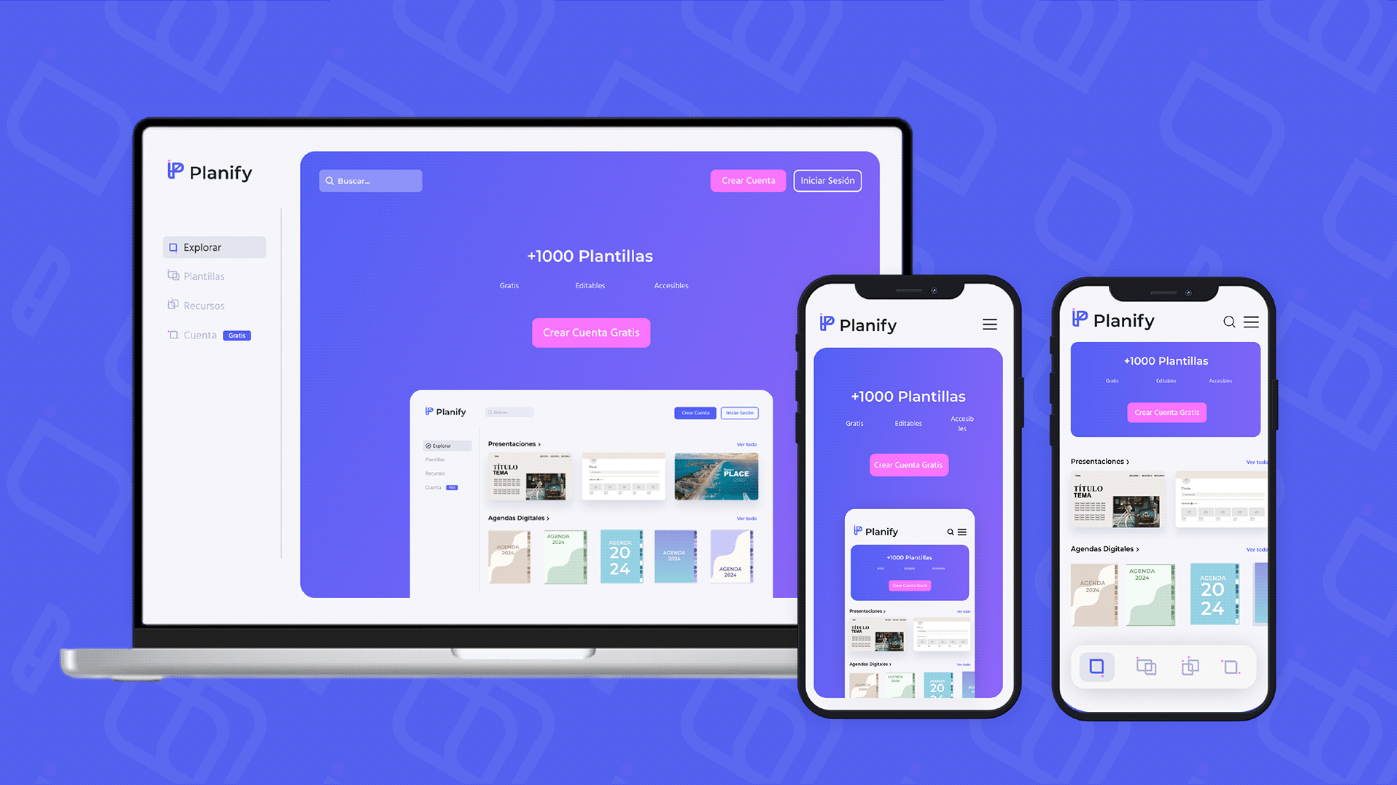 Planify
Explorar
Plantillas
Recursos
Cuenta Gratis
Buscar...
Crear Cuenta Iniciar Sesión
+1000 Plantillas
Gratis Editables Accesibles
Crear Cuenta Gratis
Planify
Buscar...
Crear Cuenta Iniciar Sesión
Explorar
Plantillas
Recursos
Cuenta
Presentaciones > Ver todo
TÍTULO
TEMA
PLACE
Agendas Digitales > Ver todo
AGENDA
2024
AGENDA
2024
AGENDA
20
24
AGENDA
2024
AGENDA
2024
Planify
+1000 Plantillas
Gratis Editables Accesib
les
Crear Cuenta Gratis
Planify
+1000 Plantillas
Crear Cuenta Gratis
Presentaciones > Ver todo
TÍTULO
TEMA
Agendas Digitales > Ver todo
AGENDA
20
24
Planify
+1000 Plantillas
Gratis Editables Accesibles
Crear Cuenta Gratis
Presentaciones > Ver todo
TÍTULO
TEMA
Agendas Digitales > Ver todo
AGENDA
2024
AGENDA
2024
AGENDA
20
24